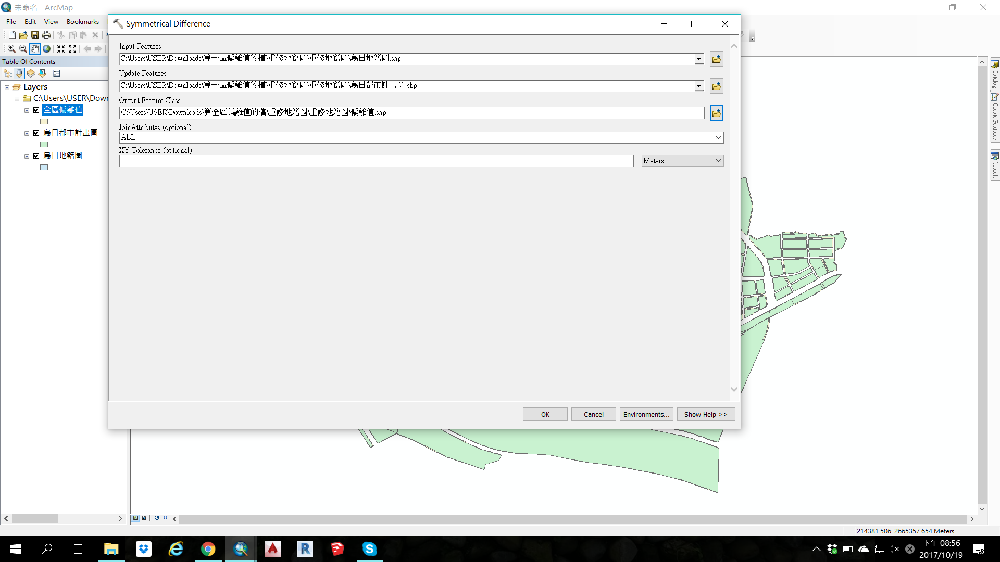 未命名 - ArcMap
File Edit View Bookmarks
Symmetrical Difference
Input Features
C:\Users\USER\Downloads\算全區偏離值的檔\重修地籍圖\重修地籍圖\烏日地籍圖.shp
Update Features
C:\Users\USER\Downloads\算全區偏離值的檔\重修地籍圖\重修地籍圖\烏日都市計畫圖.shp
Output Feature Class
C:\Users\USER\Downloads\算全區偏離值的檔\重修地籍圖\重修地籍圖\偏離值.shp
JoinAttributes (optional)
ALL
XY Tolerance (optional)
Meters
OK Cancel Environments... Show Help >>
Table Of Contents
Layers
C:\Users\USER\Dow
全區偏離值
烏日都市計畫圖
烏日地籍圖
Catalog
Create Features
Search
214381.506 2665357.654 Meters
下午 08:56
2017/10/19